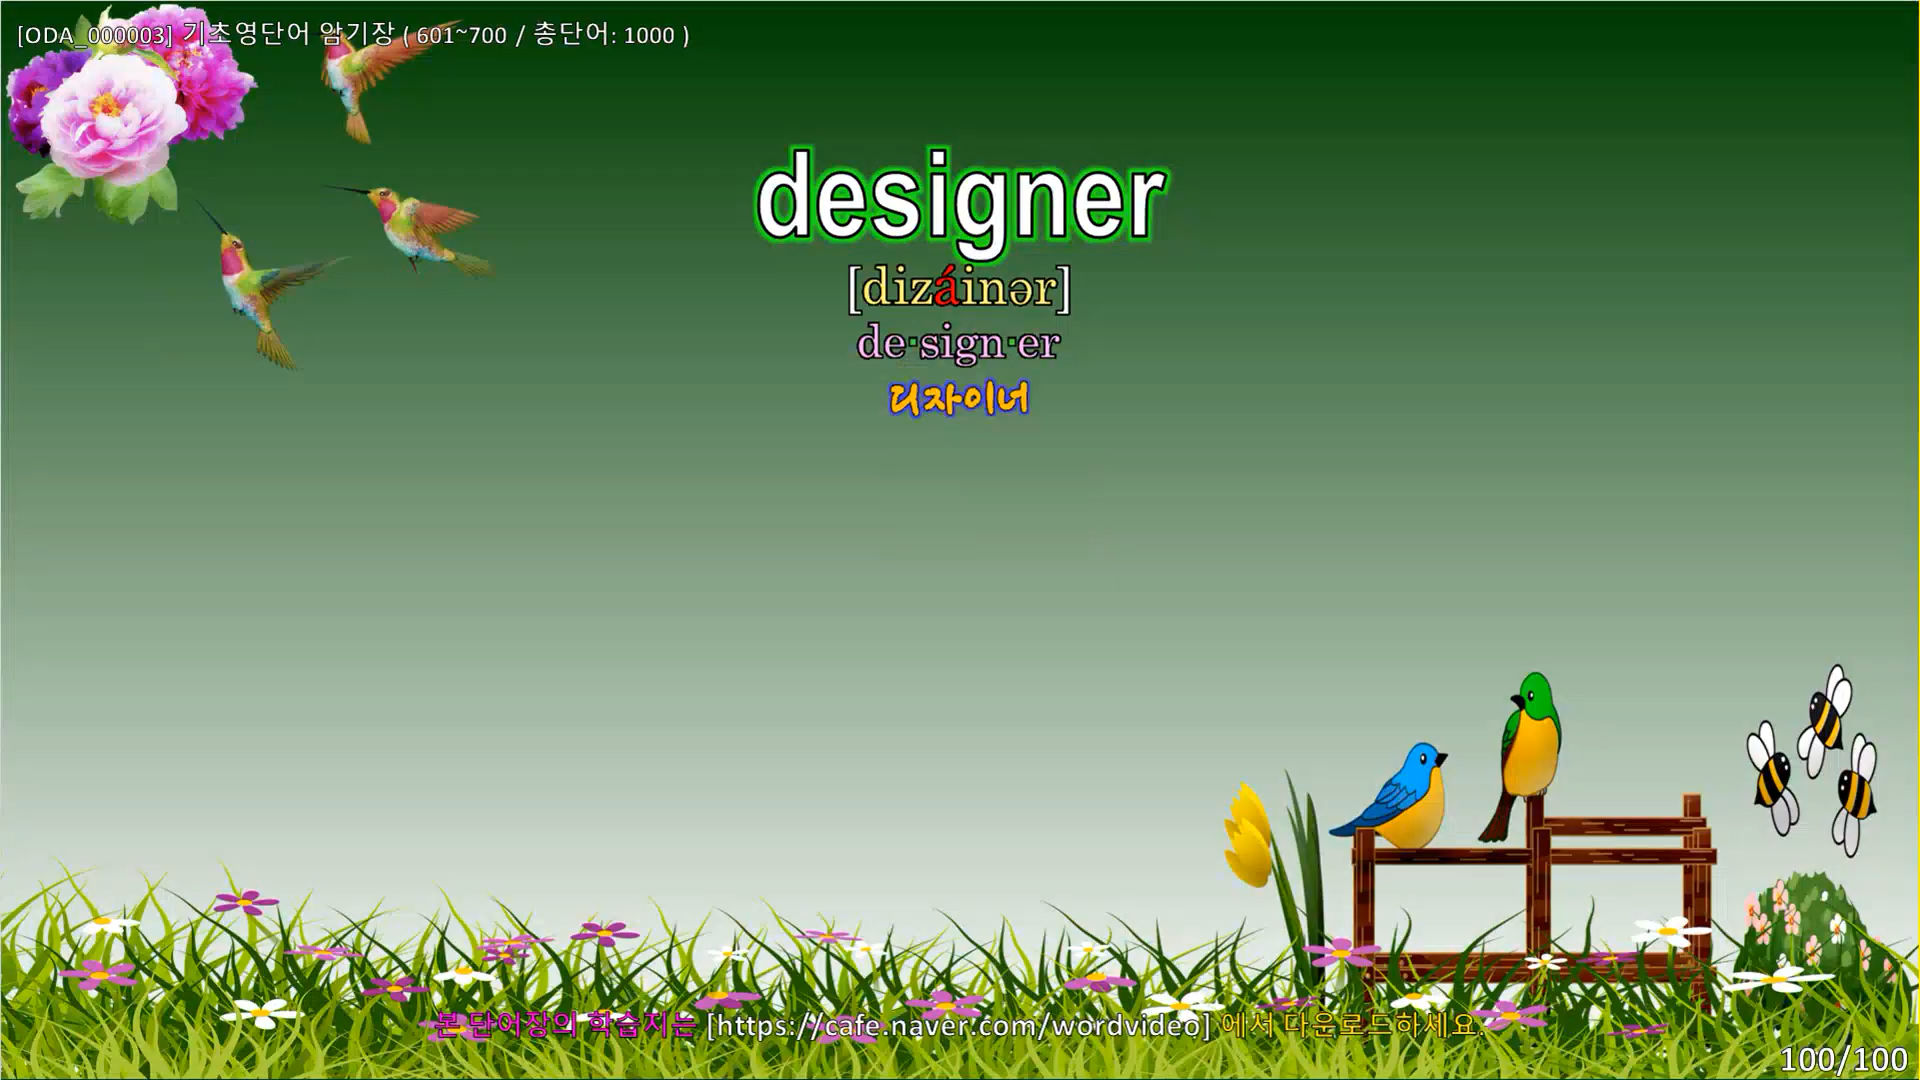 [ODA_000003] 기초영단어 암기장 ( 601~700 / 총단어: 1000 )
designer
[dizáinər]
de·sign·er
디자이너
본 단어장의 학습지는 [https://cafe.naver.com/wordvideo] 에서 다운로드하세요.
100/100